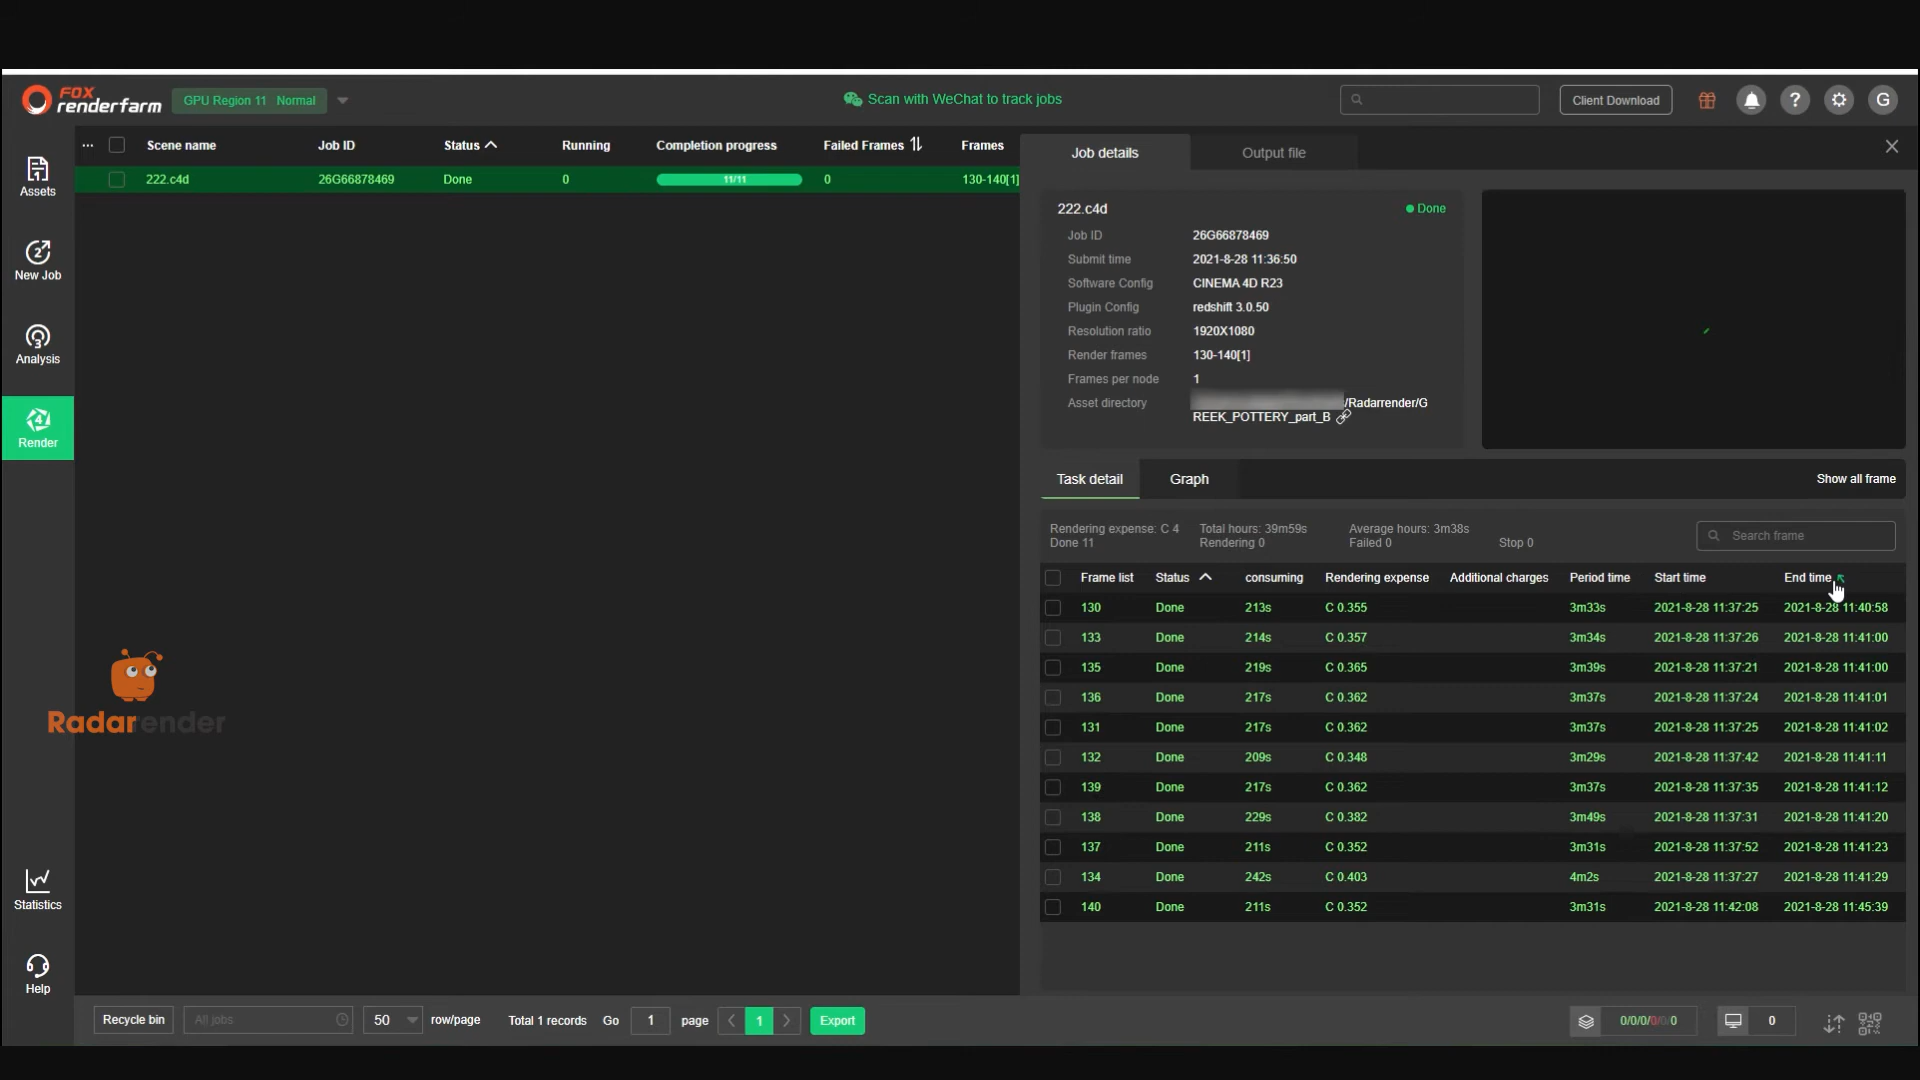 FOX
renderfarm
GPU Region 11 Normal
Scan with WeChat to track jobs
Client Download
?
G
1
Assets
2
New Job
3
Analysis
4
Render
Statistics
Help
... Scene name Job ID Status Running Completion progress Failed Frames Frames
222.c4d 26G66878469 Done 0 11/11 0 130-140[1]
Radarrender
Job details Output file
222.c4d Done
Job ID 26G66878469
Submit time 2021-8-28 11:36:50
Software Config CINEMA 4D R23
Plugin Config redshift 3.0.50
Resolution ratio 1920X1080
Render frames 130-140[1]
Frames per node 1
Asset directory /Radarrender/G
REEK_POTTERY_part_B
Task detail Graph Show all frame
Rendering expense: C 4 Total hours: 39m59s Average hours: 3m38s
Done 11 Rendering 0 Failed 0 Stop 0
Search frame
Frame list Status consuming Rendering expense Additional charges Period time Start time End time
130 Done 213s C 0.355 3m33s 2021-8-28 11:37:25 2021-8-28 11:40:58
133 Done 214s C 0.357 3m34s 2021-8-28 11:37:26 2021-8-28 11:41:00
135 Done 219s C 0.365 3m39s 2021-8-28 11:37:21 2021-8-28 11:41:00
136 Done 217s C 0.362 3m37s 2021-8-28 11:37:24 2021-8-28 11:41:01
131 Done 217s C 0.362 3m37s 2021-8-28 11:37:25 2021-8-28 11:41:02
132 Done 209s C 0.348 3m29s 2021-8-28 11:37:42 2021-8-28 11:41:11
139 Done 217s C 0.362 3m37s 2021-8-28 11:37:35 2021-8-28 11:41:12
138 Done 229s C 0.382 3m49s 2021-8-28 11:37:31 2021-8-28 11:41:20
137 Done 211s C 0.352 3m31s 2021-8-28 11:37:52 2021-8-28 11:41:23
134 Done 242s C 0.403 4m2s 2021-8-28 11:37:27 2021-8-28 11:41:29
140 Done 211s C 0.352 3m31s 2021-8-28 11:42:08 2021-8-28 11:45:39
Recycle bin All jobs 50 row/page Total 1 records Go 1 page 1 Export 0/0/0/0/0/0 0